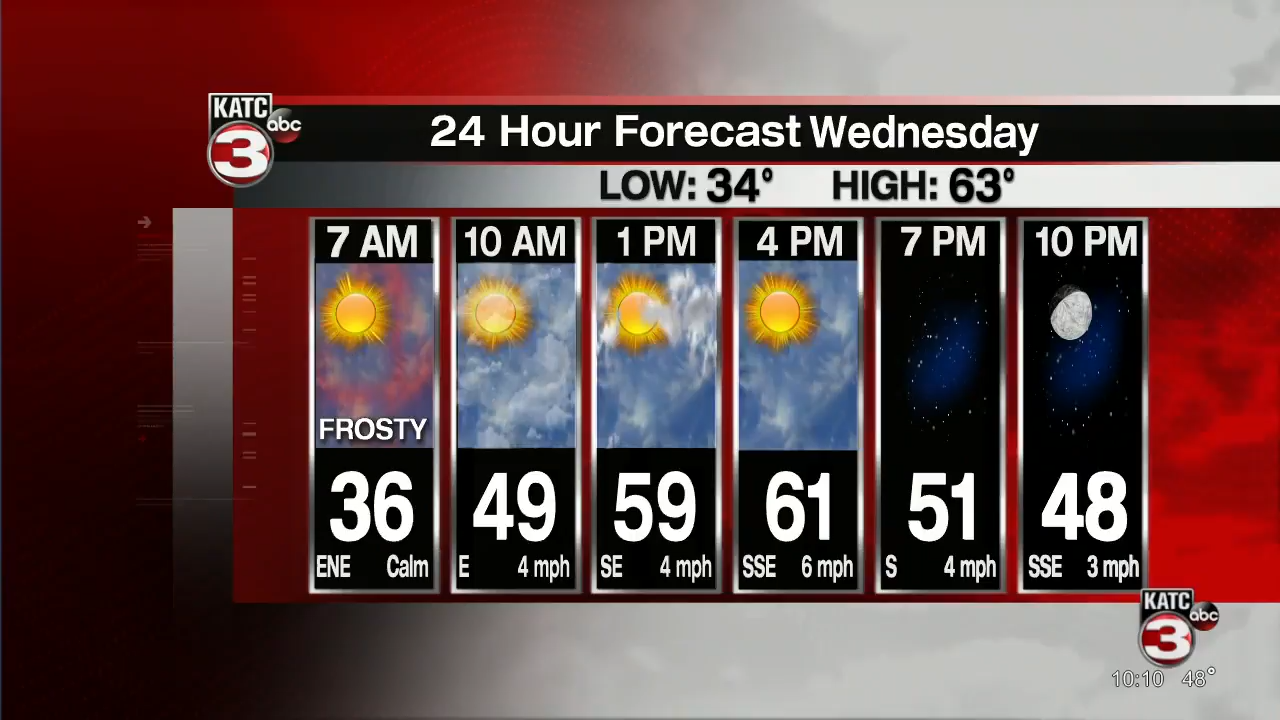 KATC
abc
3
24 Hour Forecast Wednesday
LOW: 34° HIGH: 63°
7 AM 10 AM 1 PM 4 PM 7 PM 10 PM
FROSTY
36 49 59 61 51 48
ENE Calm E 4 mph SE 4 mph SSE 6 mph S 4 mph SSE 3 mph
KATC
abc
3
10:10 48°